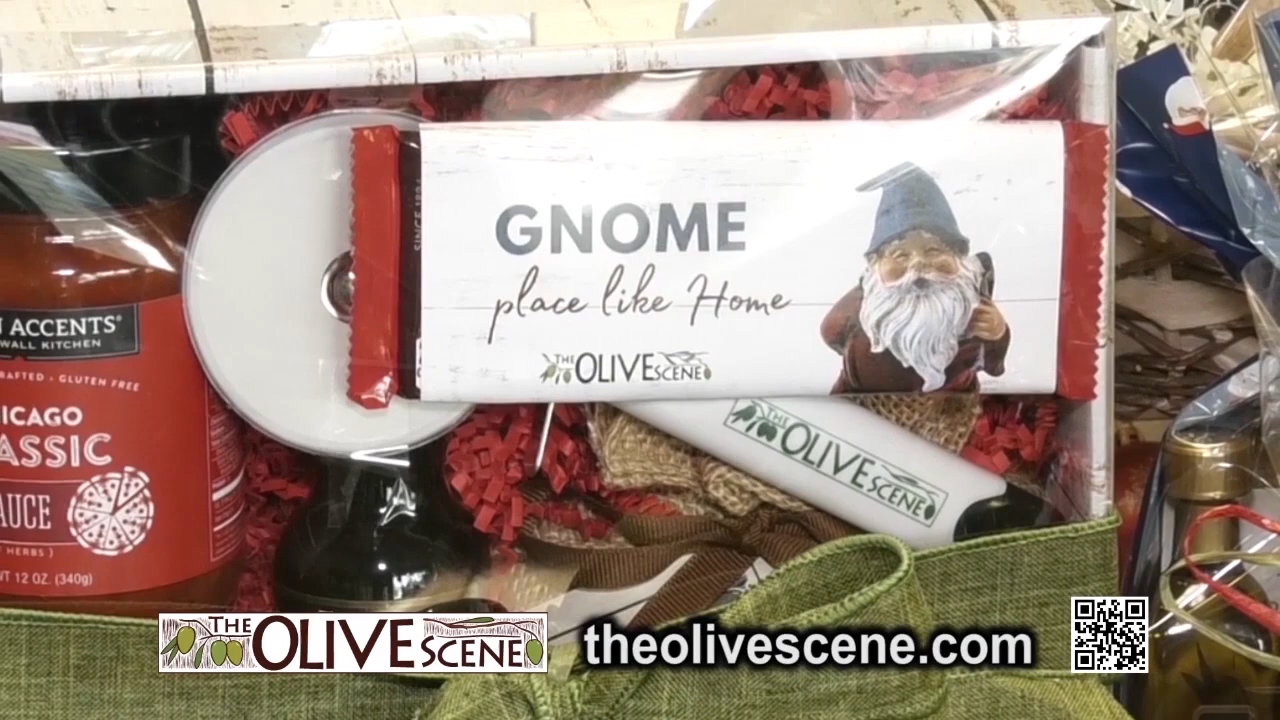 GNOME
place like Home
THE OLIVE SCENE
SINCE 18
N ACCENTS®
WALL KITCHEN
RAFTED • GLUTEN FREE
ICAGO
ASSIC
AUCE
HERBS )
WT 12 OZ. (340g)
THE OLIVE SCENE
THE OLIVE SCENE
theolivescene.com